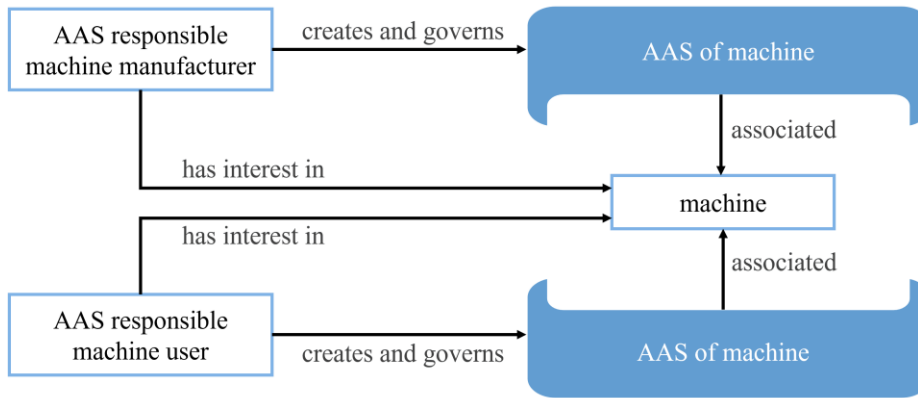 AAS responsible
machine manufacturer
creates and governs
AAS of machine
associated
has interest in
machine
has interest in
associated
AAS responsible
machine user
creates and governs
AAS of machine